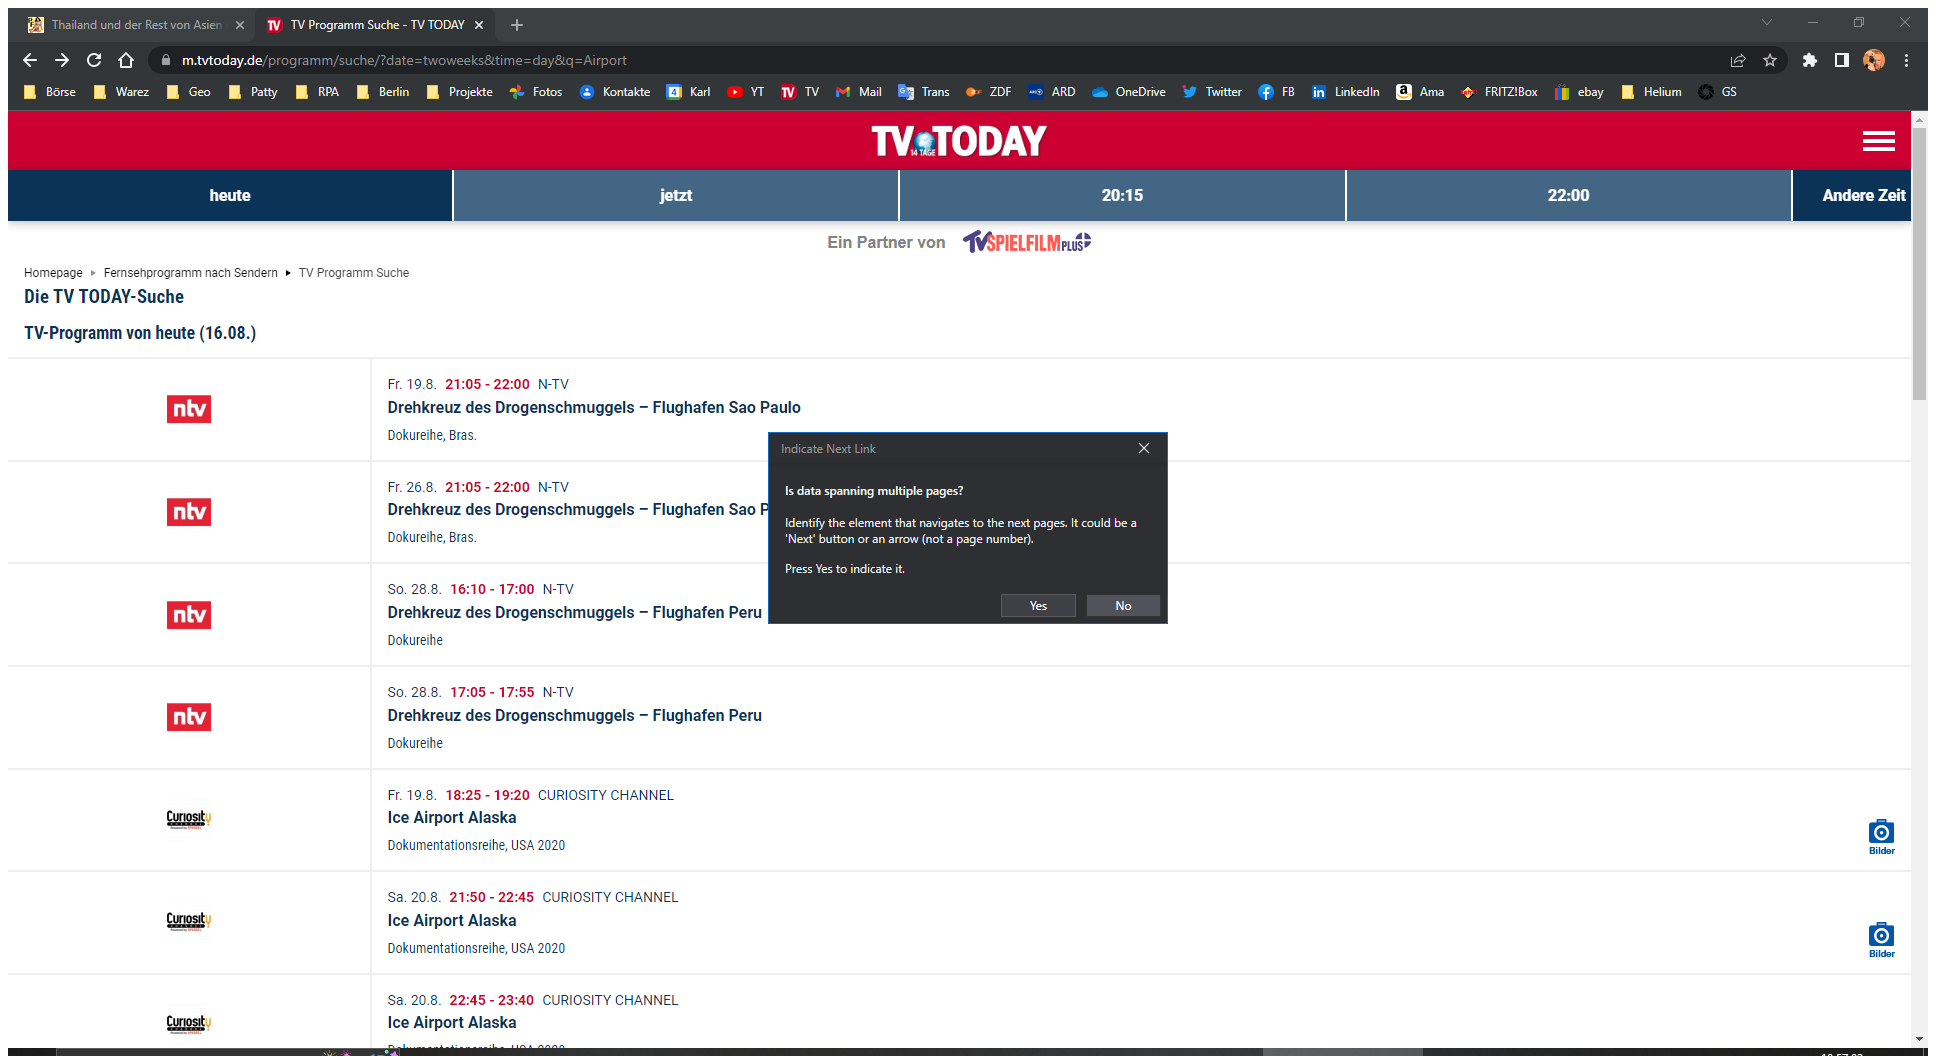 Thailand und der Rest von Asien
TV Programm Suche - TV TODAY
m.tvtoday.de/programm/suche/?date=twoweeks&time=day&q=Airport
Börse Warez Geo Patty RPA Berlin Projekte Fotos Kontakte Karl YT TV Mail Trans ZDF ARD OneDrive Twitter FB LinkedIn Ama FRITZ!Box ebay Helium GS
TV TODAY
14 TAGE
heute jetzt 20:15 22:00 Andere Zeit
Ein Partner von TV SPIELFILM PLUS
Homepage Fernsehprogramm nach Sendern TV Programm Suche
Die TV TODAY-Suche
TV-Programm von heute (16.08.)
ntv
Fr. 19.8. 21:05 - 22:00 N-TV
Drehkreuz des Drogenschmuggels – Flughafen Sao Paulo
Dokureihe, Bras.
ntv
Fr. 26.8. 21:05 - 22:00 N-TV
Drehkreuz des Drogenschmuggels – Flughafen Sao P
Dokureihe, Bras.
ntv
So. 28.8. 16:10 - 17:00 N-TV
Drehkreuz des Drogenschmuggels – Flughafen Peru
Dokureihe
Indicate Next Link
Is data spanning multiple pages?
Identify the element that navigates to the next pages. It could be a
'Next' button or an arrow (not a page number).
Press Yes to indicate it.
Yes No
ntv
So. 28.8. 17:05 - 17:55 N-TV
Drehkreuz des Drogenschmuggels – Flughafen Peru
Dokureihe
Curiosity
CHANNEL
Fr. 19.8. 18:25 - 19:20 CURIOSITY CHANNEL
Ice Airport Alaska
Dokumentationsreihe, USA 2020
Bilder
Curiosity
CHANNEL
Sa. 20.8. 21:50 - 22:45 CURIOSITY CHANNEL
Ice Airport Alaska
Dokumentationsreihe, USA 2020
Bilder
Curiosity
CHANNEL
Sa. 20.8. 22:45 - 23:40 CURIOSITY CHANNEL
Ice Airport Alaska